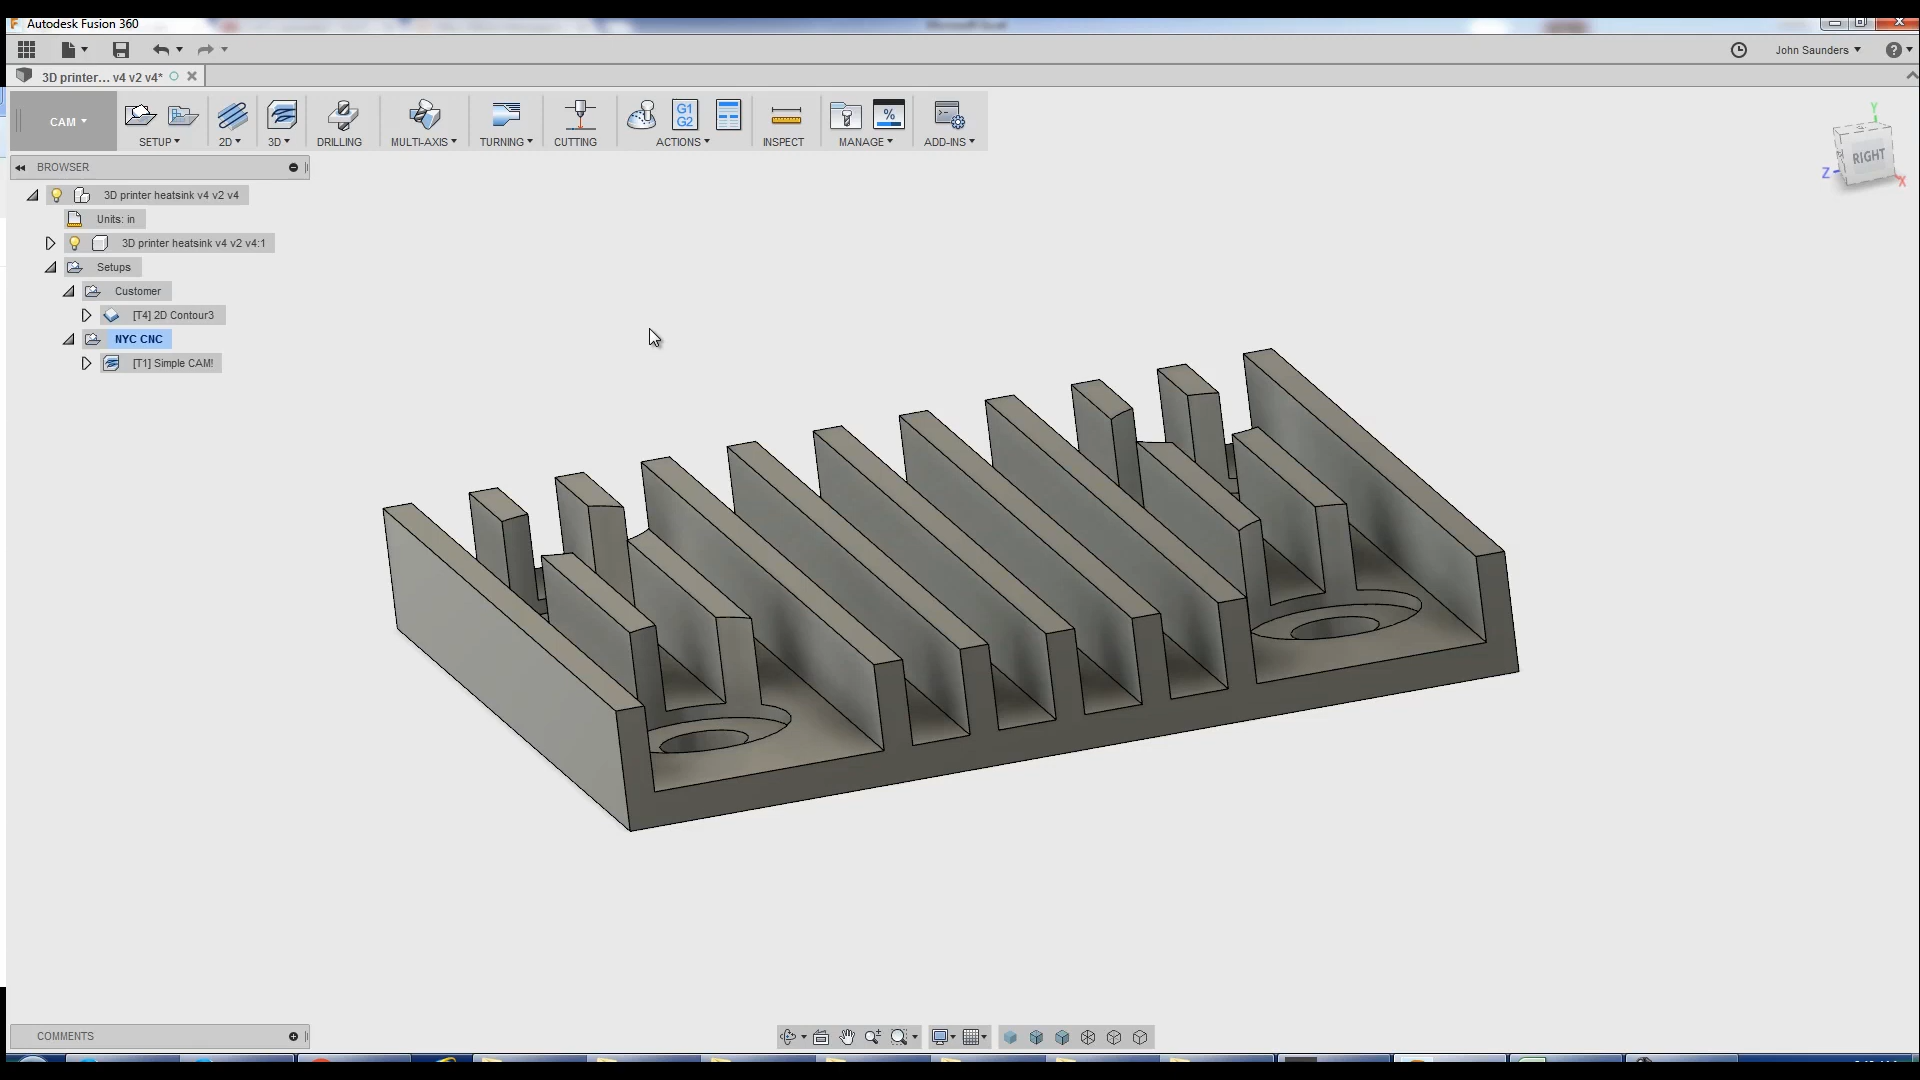 Autodesk Fusion 360
John Saunders
3D printer... v4 v2 v4*
CAM
SETUP
2D
3D
DRILLING
MULTI-AXIS
TURNING
CUTTING
G1
G2
ACTIONS
INSPECT
%
MANAGE
ADD-INS
BROWSER
3D printer heatsink v4 v2 v4
Units: in
3D printer heatsink v4 v2 v4:1
Setups
Customer
[T4] 2D Contour3
NYC CNC
[T1] Simple CAM!
Y
RIGHT
Z
X
COMMENTS